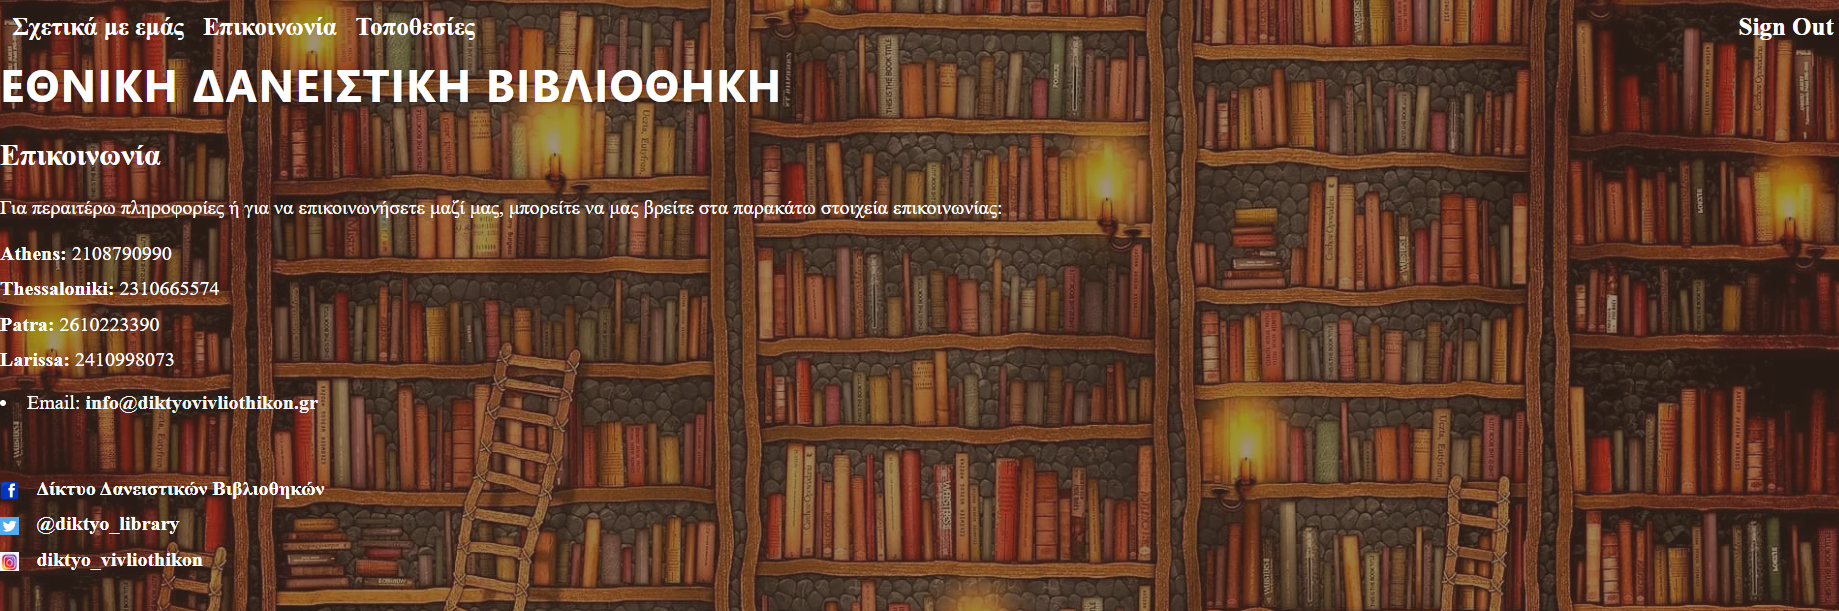 Σχετικά με εμάς Επικοινωνία Τοποθεσίες Sign Out
ΕΘΝΙΚΗ ΔΑΝΕΙΣΤΙΚΗ ΒΙΒΛΙΟΘΗΚΗ
Επικοινωνία
Για περαιτέρω πληροφορίες ή για να επικοινωνήσετε μαζί μας, μπορείτε να μας βρείτε στα παρακάτω στοιχεία επικοινωνίας:
Athens: 2108790990
Thessaloniki: 2310665574
Patra: 2610223390
Larissa: 2410998073
• Email: info@diktyovivliothikon.gr
Δίκτυο Δανειστικών Βιβλιοθηκών
@diktyo_library
diktyo_vivliothikon